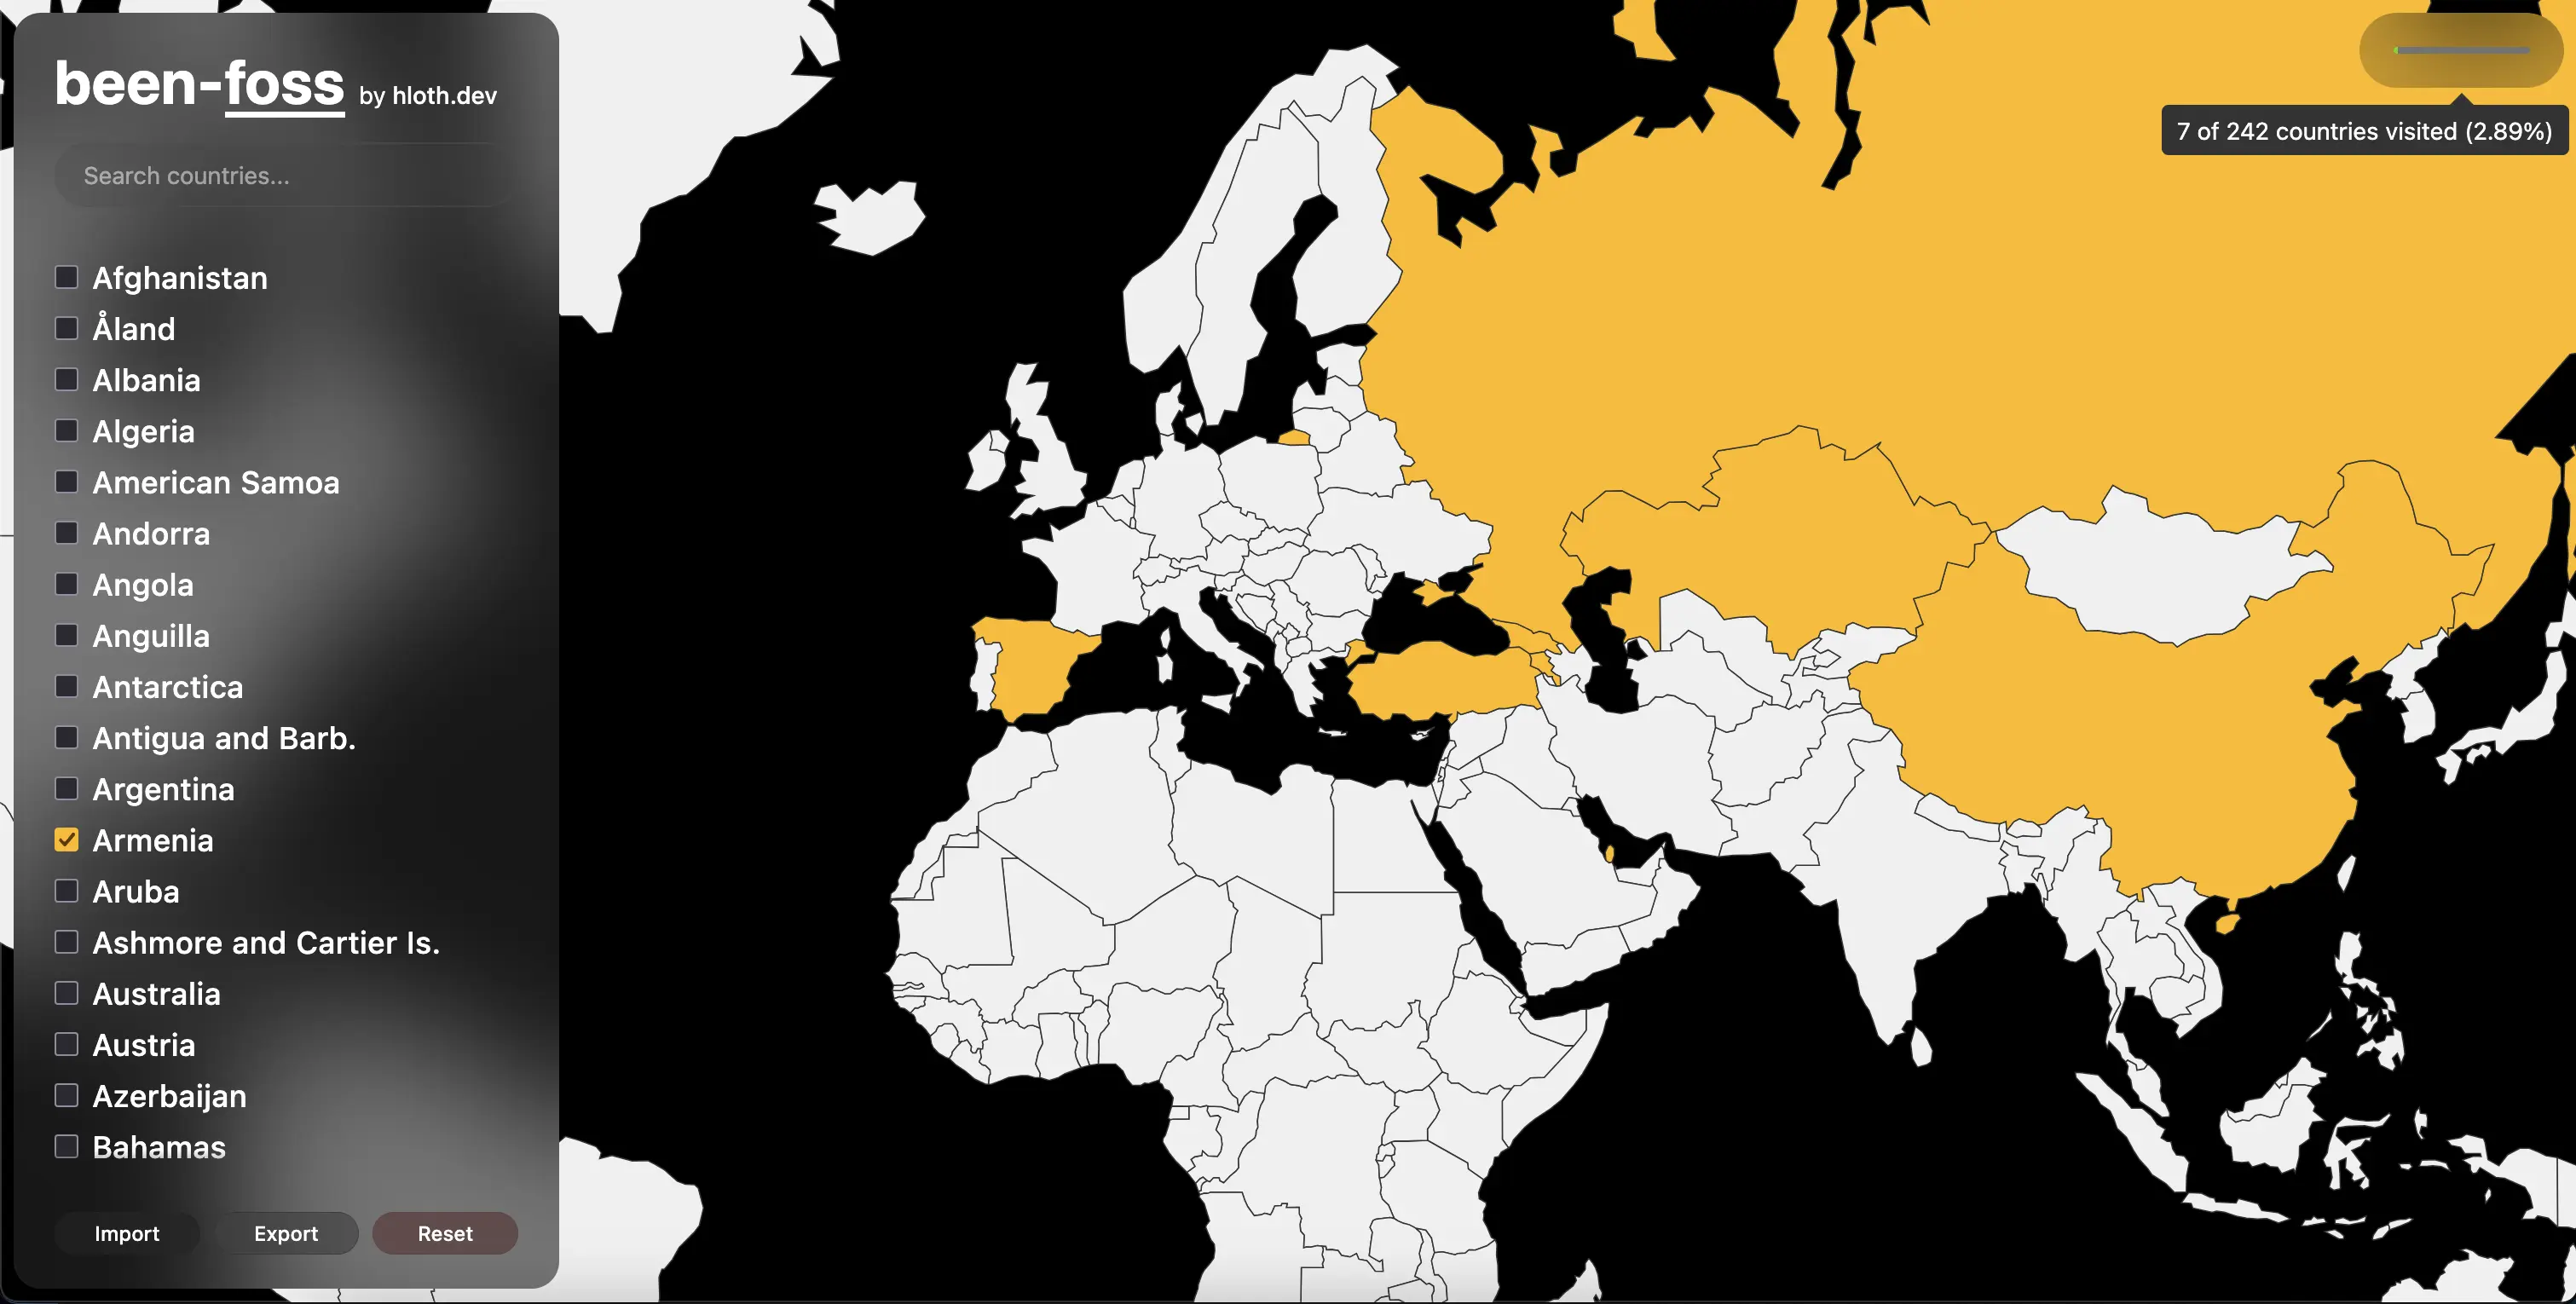 been-foss by hloth.dev
7 of 242 countries visited (2.89%)
Search countries...
Afghanistan
Åland
Albania
Algeria
American Samoa
Andorra
Angola
Anguilla
Antarctica
Antigua and Barb.
Argentina
Armenia
Aruba
Ashmore and Cartier Is.
Australia
Austria
Azerbaijan
Bahamas
Import Export Reset